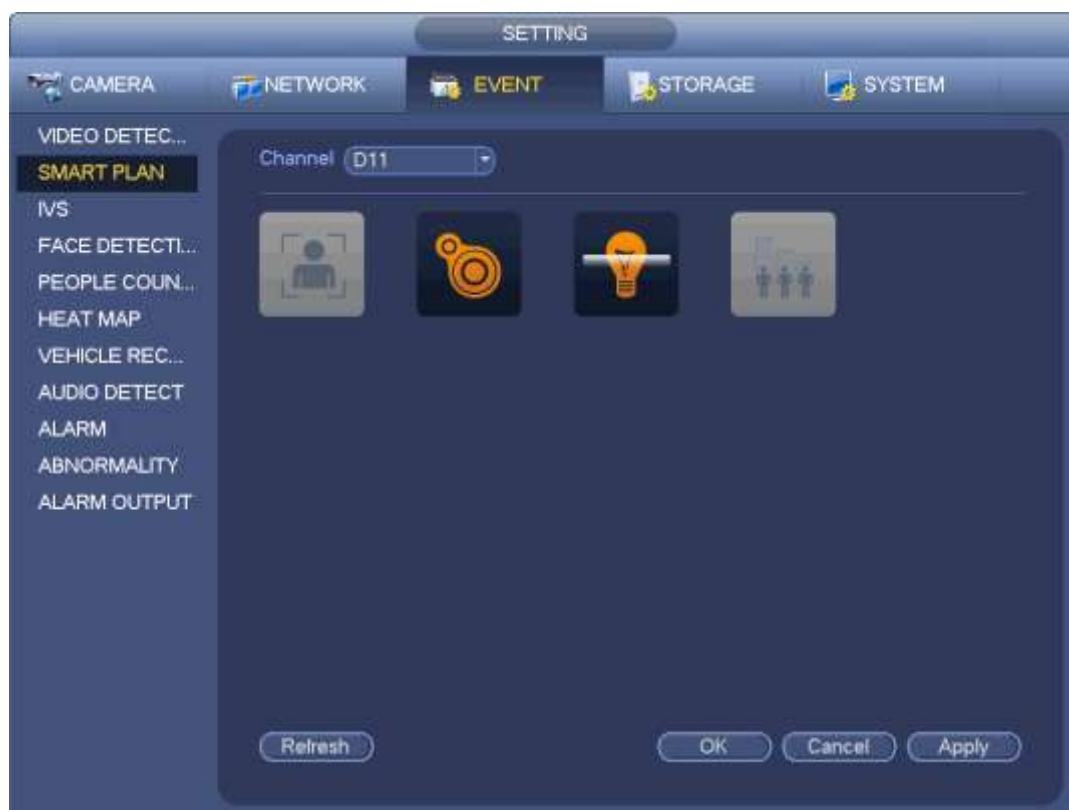 SETTING
CAMERA NETWORK EVENT STORAGE SYSTEM
VIDEO DETEC...
SMART PLAN
IVS
FACE DETECTI...
PEOPLE COUN...
HEAT MAP
VEHICLE REC...
AUDIO DETECT
ALARM
ABNORMALITY
ALARM OUTPUT
Channel D11
Refresh OK Cancel Apply